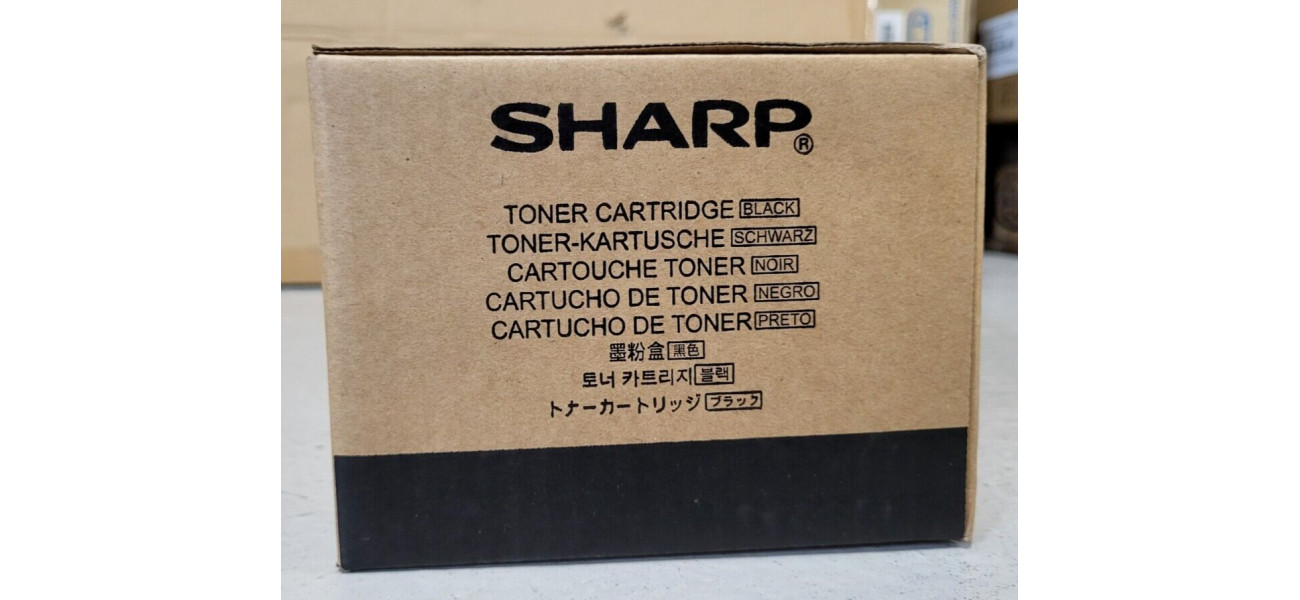 SHARP®
TONER CARTRIDGE BLACK
TONER-KARTUSCHE SCHWARZ
CARTOUCHE TONER NOIR
CARTUCHO DE TONER NEGRO
CARTUCHO DE TONER PRETO
墨粉盒 黑色
토너 카트리지 블랙
トナーカートリッジ ブラック